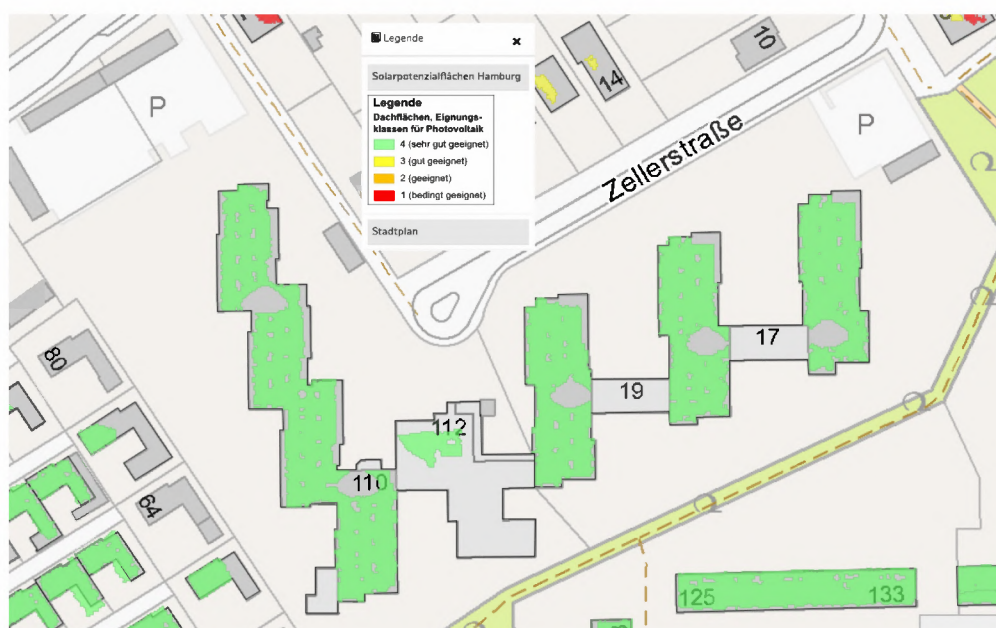 Legende
Solarpotenzialflächen Hamburg
Legende
Dachflächen, Eignungs-
klassen für Photovoltaik
4 (sehr gut geeignet)
3 (gut geeignet)
2 (geeignet)
1 (bedingt geeignet)
Stadtplan
10
14
P
P
Zellerstraße
17
19
80
112
110
64
125
133